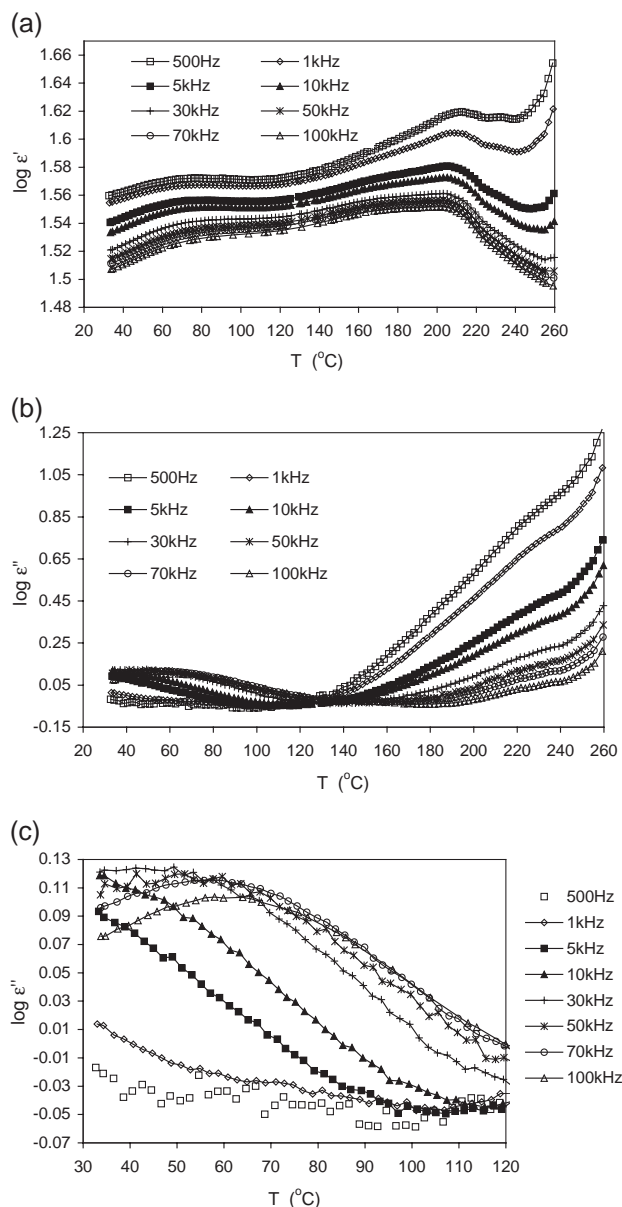 (a)
1.66
1.64
1.62
1.6
1.58
1.56
1.54
1.52
1.5
1.48
log ε'
500Hz 1kHz
5kHz 10kHz
30kHz 50kHz
70kHz 100kHz
20 40 60 80 100 120 140 160 180 200 220 240 260
T (°C)
(b)
1.25
1.05
0.85
0.65
0.45
0.25
0.05
-0.15
log ε"
500Hz 1kHz
5kHz 10kHz
30kHz 50kHz
70kHz 100kHz
20 40 60 80 100 120 140 160 180 200 220 240 260
T (°C)
(c)
0.13
0.11
0.09
0.07
0.05
0.03
0.01
-0.01
-0.03
-0.05
-0.07
log ε"
500Hz
1kHz
5kHz
10kHz
30kHz
50kHz
70kHz
100kHz
30 40 50 60 70 80 90 100 110 120
T (°C)